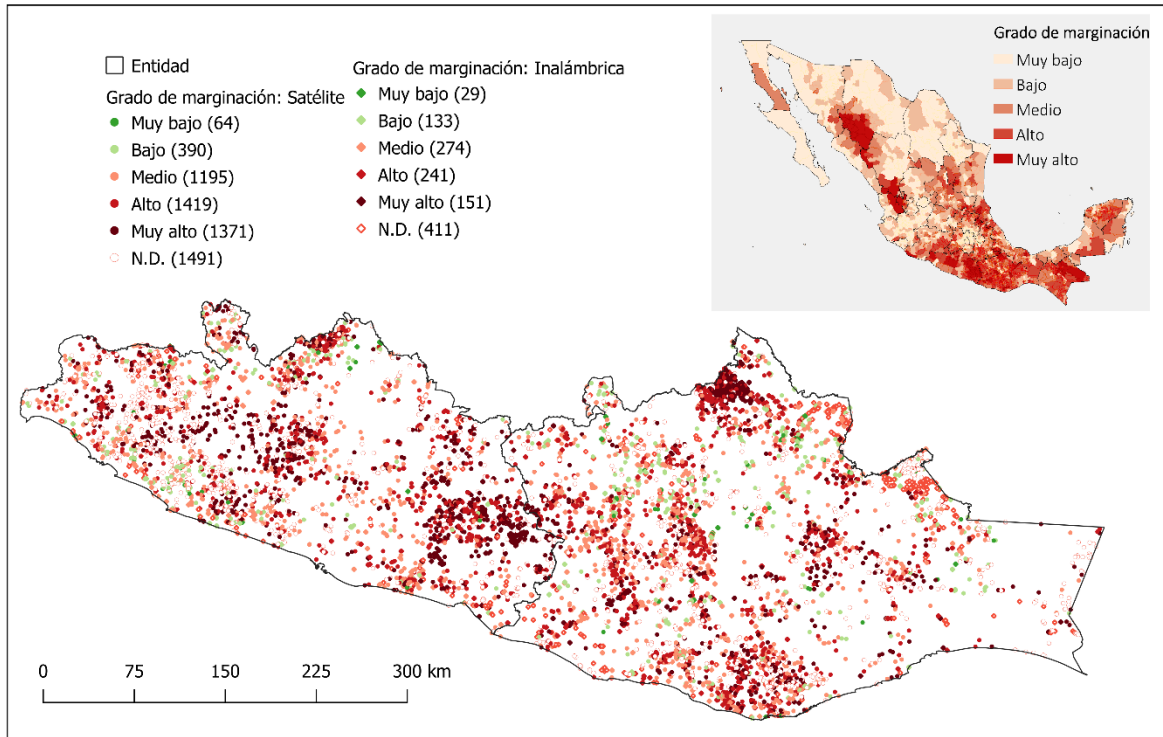 Entidad
Grado de marginación: Satélite
Muy bajo (64)
Bajo (390)
Medio (1195)
Alto (1419)
Muy alto (1371)
N.D. (1491)
Grado de marginación: Inalámbrica
Muy bajo (29)
Bajo (133)
Medio (274)
Alto (241)
Muy alto (151)
N.D. (411)
Grado de marginación
Muy bajo
Bajo
Medio
Alto
Muy alto
0 75 150 225 300 km